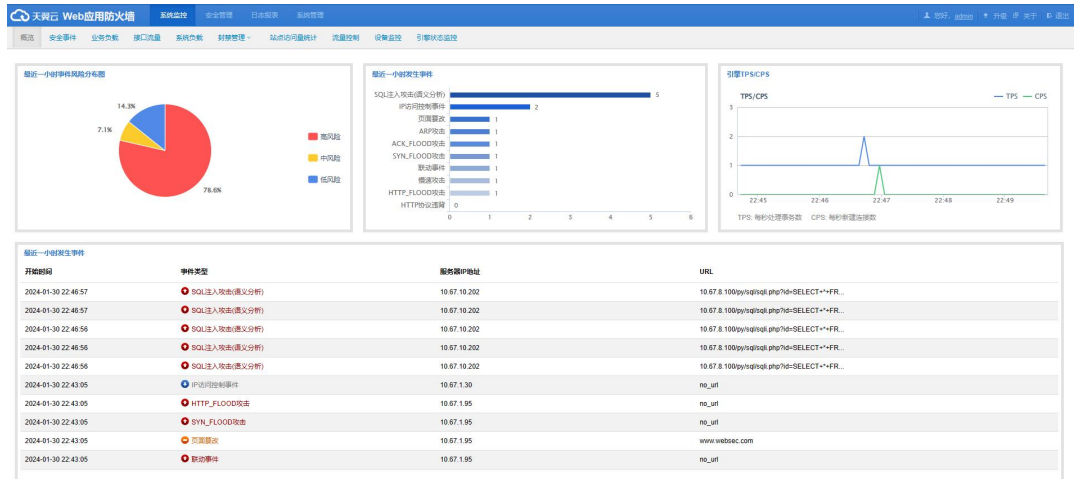 天翼云 Web应用防火墙 系统监控 安全管理 日志报表 系统管理 您好, admin 升级 关于 退出
概览 安全事件 业务负载 接口流量 系统负载 封禁管理 站点访问量统计 流量控制 设备监控 引擎状态监控
最近一小时事件风险分布图
14.3%
7.1%
78.6%
高风险
中风险
低风险
最近一小时发生事件
SQL注入攻击(语义分析) 5
IP访问控制事件 2
页面篡改 1
ARP攻击 1
ACK_FLOOD攻击 1
SYN_FLOOD攻击 1
联动事件 1
慢速攻击 1
HTTP_FLOOD攻击 1
HTTP协议违背 0
0 1 2 3 4 5 6
引擎TPS/CPS
TPS/CPS TPS CPS
3
2
1
0
22:45 22:46 22:47 22:48 22:49
TPS: 每秒处理事务数 CPS: 每秒新建连接数
最近一小时发生事件
开始时间 事件类型 服务器IP地址 URL
2024-01-30 22:46:57 SQL注入攻击(语义分析) 10.67.10.202 10.67.8.100/py/sql/sqli.php?id=SELECT+*+FR...
2024-01-30 22:46:57 SQL注入攻击(语义分析) 10.67.10.202 10.67.8.100/py/sql/sqli.php?id=SELECT+*+FR...
2024-01-30 22:46:56 SQL注入攻击(语义分析) 10.67.10.202 10.67.8.100/py/sql/sqli.php?id=SELECT+*+FR...
2024-01-30 22:46:56 SQL注入攻击(语义分析) 10.67.10.202 10.67.8.100/py/sql/sqli.php?id=SELECT+*+FR...
2024-01-30 22:46:56 SQL注入攻击(语义分析) 10.67.10.202 10.67.8.100/py/sql/sqli.php?id=SELECT+*+FR...
2024-01-30 22:43:05 IP访问控制事件 10.67.1.30 no_url
2024-01-30 22:43:05 HTTP_FLOOD攻击 10.67.1.95 no_url
2024-01-30 22:43:05 SYN_FLOOD攻击 10.67.1.95 no_url
2024-01-30 22:43:05 页面篡改 10.67.1.95 www.websec.com
2024-01-30 22:43:05 联动事件 10.67.1.95 no_url